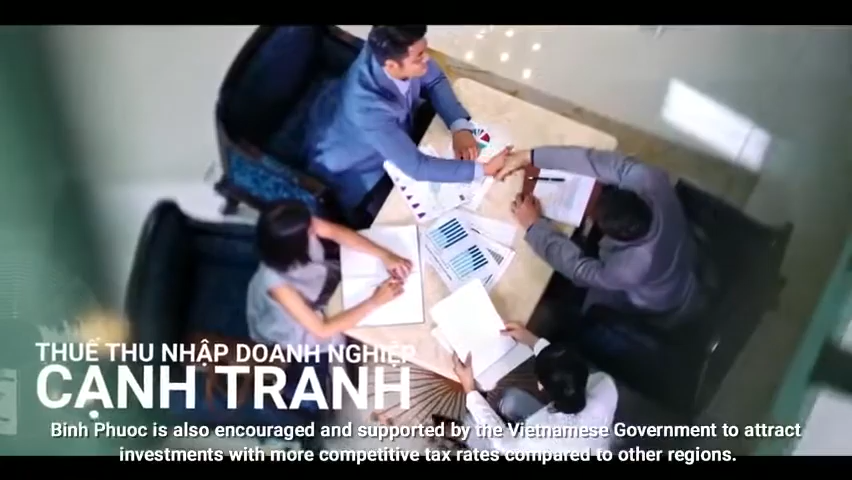 THUẾ THU NHẬP DOANH NGHIỆP
CẠNH TRANH
Binh Phuoc is also encouraged and supported by the Vietnamese Government to attract
investments with more competitive tax rates compared to other regions.